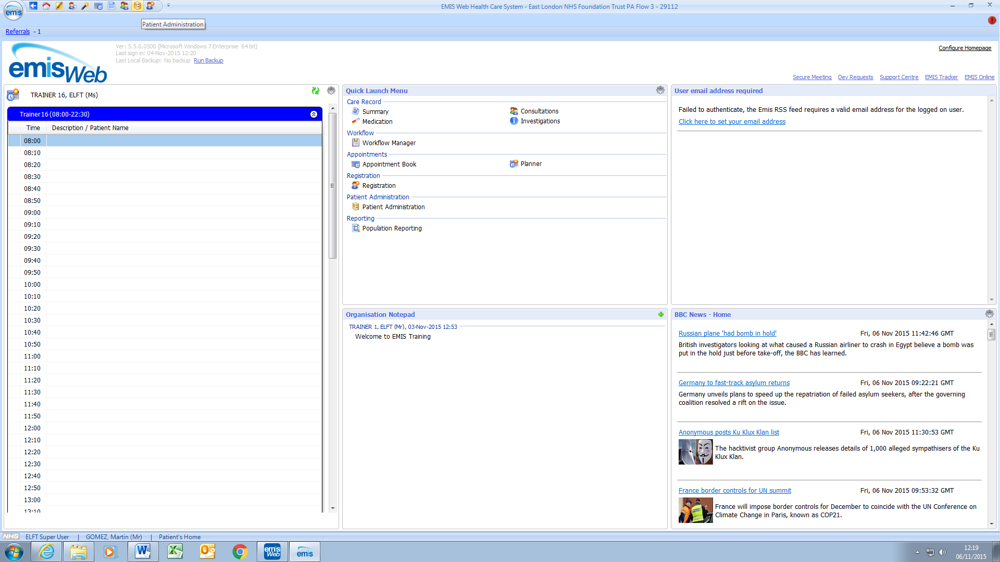 EMIS Web Health Care System - East London NHS Foundation Trust PA Flow 3 - 29112
emis
Patient Administration
Referrals - 1
emisWeb
Ver: 5.5.0.0500 (Microsoft Windows 7 Enterprise 64 bit)
Last sign in: 04-Nov-2015 12:20
Last Local Backup: No backup Run Backup
Configure Homepage
Secure Meeting Dev Requests Support Centre EMIS Tracker EMIS Online
TRAINER 16, ELFT (Ms)
Trainer 16 (08:00-22:30)
Time Description / Patient Name
08:00
08:10
08:20
08:30
08:40
08:50
09:00
09:10
09:20
09:30
09:40
09:50
10:00
10:10
10:20
10:30
10:40
10:50
11:00
11:10
11:20
11:30
11:40
11:50
12:00
12:10
12:20
12:30
12:40
12:50
13:00
13:10
Quick Launch Menu
Care Record
Summary Consultations
Medication Investigations
Workflow
Workflow Manager
Appointments
Appointment Book Planner
Registration
Registration
Patient Administration
Patient Administration
Reporting
Population Reporting
User email address required
Failed to authenticate, the Emis RSS feed requires a valid email address for the logged on user.
Click here to set your email address
Organisation Notepad
TRAINER 1, ELFT (Mr), 03-Nov-2015 12:53
Welcome to EMIS Training
BBC News - Home
Russian plane 'had bomb in hold' Fri, 06 Nov 2015 11:42:46 GMT
British investigators looking at what caused a Russian airliner to crash in Egypt believe a bomb was
put in the hold just before take-off, the BBC has learned.
Germany to fast-track asylum returns Fri, 06 Nov 2015 09:22:21 GMT
Germany unveils plans to speed up the repatriation of failed asylum seekers, after the governing
coalition resolved a rift on the issue.
Anonymous posts Ku Klux Klan list Fri, 06 Nov 2015 11:30:53 GMT
The hacktivist group Anonymous releases details of 1,000 alleged sympathisers of the Ku
Klux Klan.
France border controls for UN summit Fri, 06 Nov 2015 09:53:32 GMT
France will impose border controls for December to coincide with the UN Conference on
Climate Change in Paris, known as COP21.
NHS ELFT Super User | GOMEZ, Martin (Mr) | Patient's Home
emis Web
emis
12:19
06/11/2015